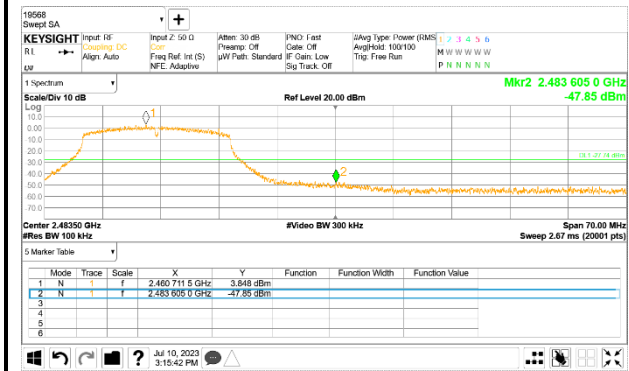 19568
Swept SA
KEYSIGHT Input: RF Input Z: 50 Ω Atten: 30 dB PNO: Fast #Avg Type: Power (RMS 1 2 3 4 5 6
R L Coupling: DC Corr Preamp: Off Gate: Off Avg|Hold: 100/100 M W W W W W
Align: Auto Freq Ref: Int (S) µW Path: Standard IF Gain: Low Trig: Free Run
NFE: Adaptive Sig Track: Off P N N N N N
1 Spectrum Mkr2 2.483 605 0 GHz
Scale/Div 10 dB Ref Level 20.00 dBm -47.85 dBm
Log
10.0 1
0.00
-10.0
-20.0
-30.0 DL1 -27.74 dBm
-40.0
-50.0 2
-60.0
-70.0
Center 2.48350 GHz #Video BW 300 kHz Span 70.00 MHz
#Res BW 100 kHz Sweep 2.67 ms (20001 pts)
5 Marker Table
Mode Trace Scale X Y Function Function Width Function Value
1 N 1 f 2.460 711 5 GHz 3.848 dBm
2 N 1 f 2.483 605 0 GHz -47.85 dBm
3
4
5
6
? Jul 10, 2023
3:15:42 PM